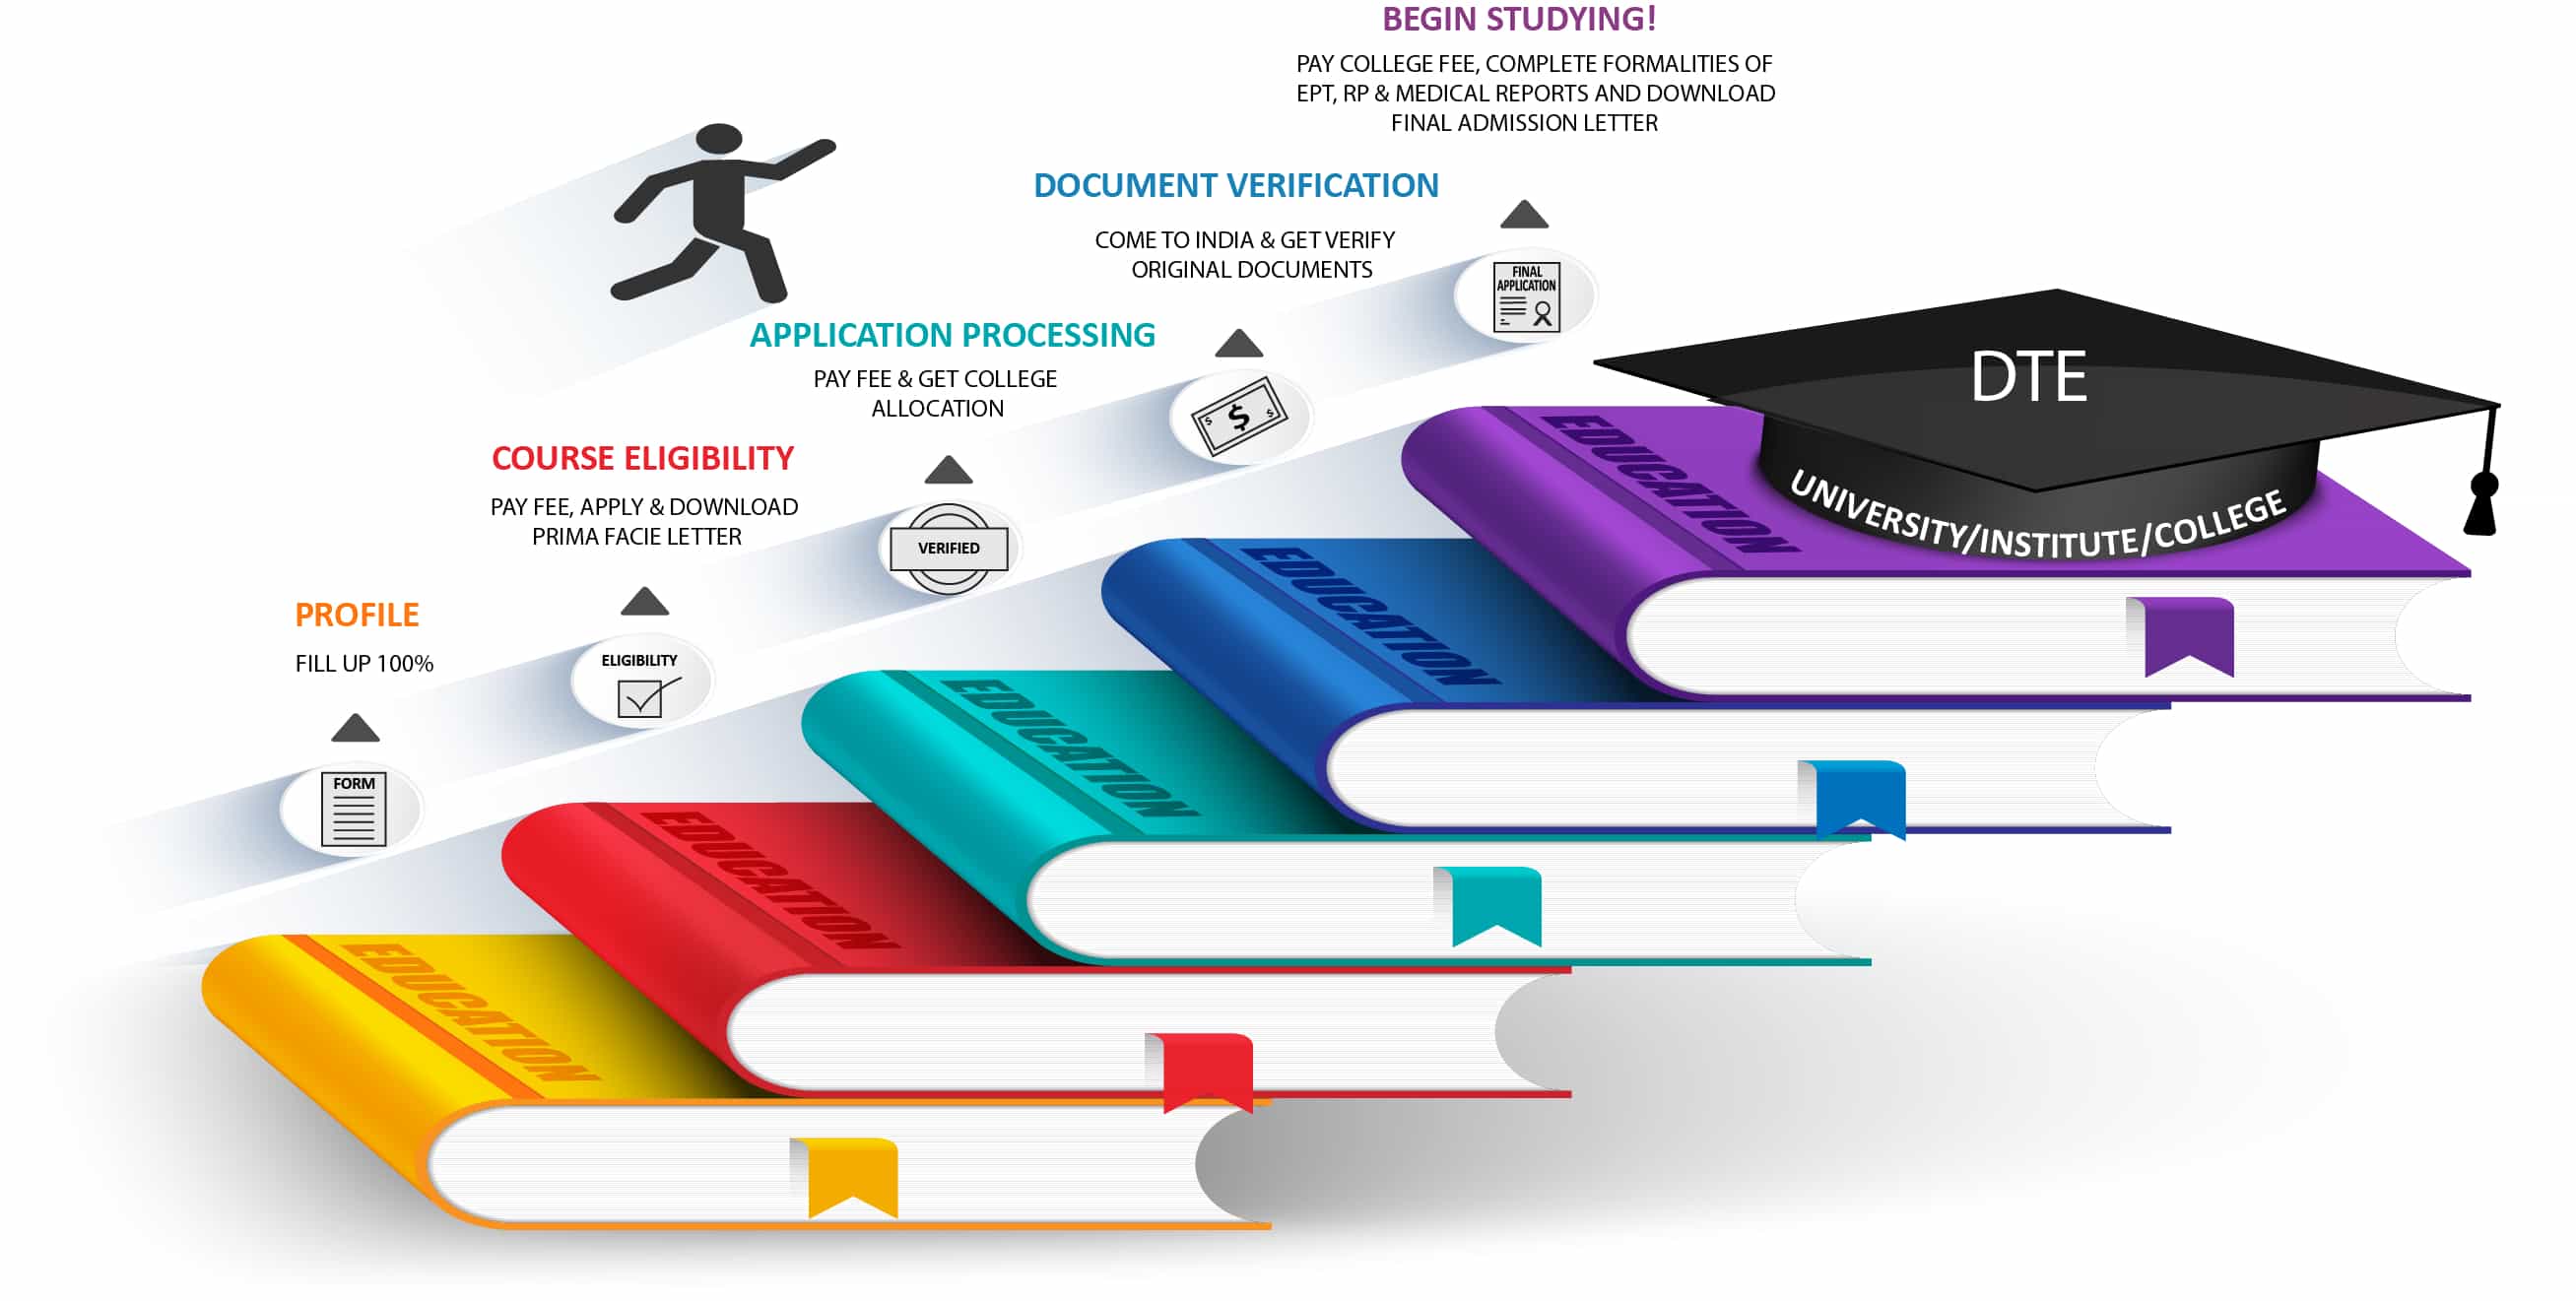 BEGIN STUDYING!
PAY COLLEGE FEE, COMPLETE FORMALITIES OF
EPT, RP & MEDICAL REPORTS AND DOWNLOAD
FINAL ADMISSION LETTER
DOCUMENT VERIFICATION
COME TO INDIA & GET VERIFY
ORIGINAL DOCUMENTS
FINAL
APPLICATION
APPLICATION PROCESSING
PAY FEE & GET COLLEGE
ALLOCATION
$ $ $
COURSE ELIGIBILITY
PAY FEE, APPLY & DOWNLOAD
PRIMA FACIE LETTER
VERIFIED
PROFILE
FILL UP 100%
ELIGIBILITY
FORM
DTE
UNIVERSITY/INSTITUTE/COLLEGE
EDUCATION
EDUCATION
EDUCATION
EDUCATION
EDUCATION